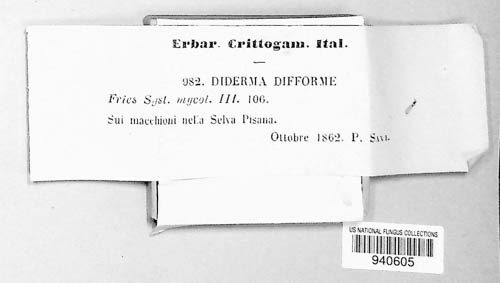 Erbar. Crittogam. Ital.
982. DIDERMA DIFFORME
Fries Syst. mycol. III. 106.
Sui macchioni nella Selva Pisana.
Ottobre 1862. P. SAVI.
US NATIONAL FUNGUS COLLECTIONS
940605